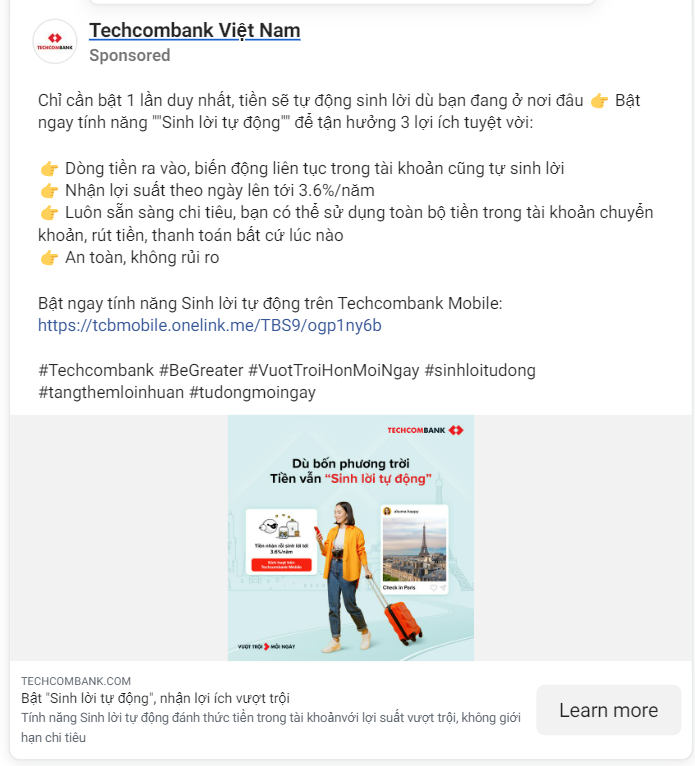 TECHCOMBANK
Techcombank Việt Nam
Sponsored
Chỉ cần bật 1 lần duy nhất, tiền sẽ tự động sinh lời dù bạn đang ở nơi đâu 👉 Bật
ngay tính năng ""Sinh lời tự động"" để tận hưởng 3 lợi ích tuyệt vời:
👉 Dòng tiền ra vào, biến động liên tục trong tài khoản cũng tự sinh lời
👉 Nhận lợi suất theo ngày lên tới 3.6%/năm
👉 Luôn sẵn sàng chi tiêu, bạn có thể sử dụng toàn bộ tiền trong tài khoản chuyển
khoản, rút tiền, thanh toán bất cứ lúc nào
👉 An toàn, không rủi ro
Bật ngay tính năng Sinh lời tự động trên Techcombank Mobile:
https://tcbmobile.onelink.me/TBS9/ogp1ny6b
#Techcombank #BeGreater #VuotTroiHonMoiNgay #sinhloitudong
#tangthemloinhuan #tudongmoingay
TECHCOMBANK
Dù bốn phương trời
Tiền vẫn “Sinh lời tự động”
Tiền nhàn rỗi sinh lời tới
3.6%/năm
Kích hoạt trên
Techcombank Mobile
Check in Paris
VƯỢT TRỘI MỖI NGÀY
TECHCOMBANK.COM
Bật "Sinh lời tự động", nhận lợi ích vượt trội
Tính năng Sinh lời tự động đánh thức tiền trong tài khoảnvới lợi suất vượt trội, không giới
hạn chi tiêu
Learn more